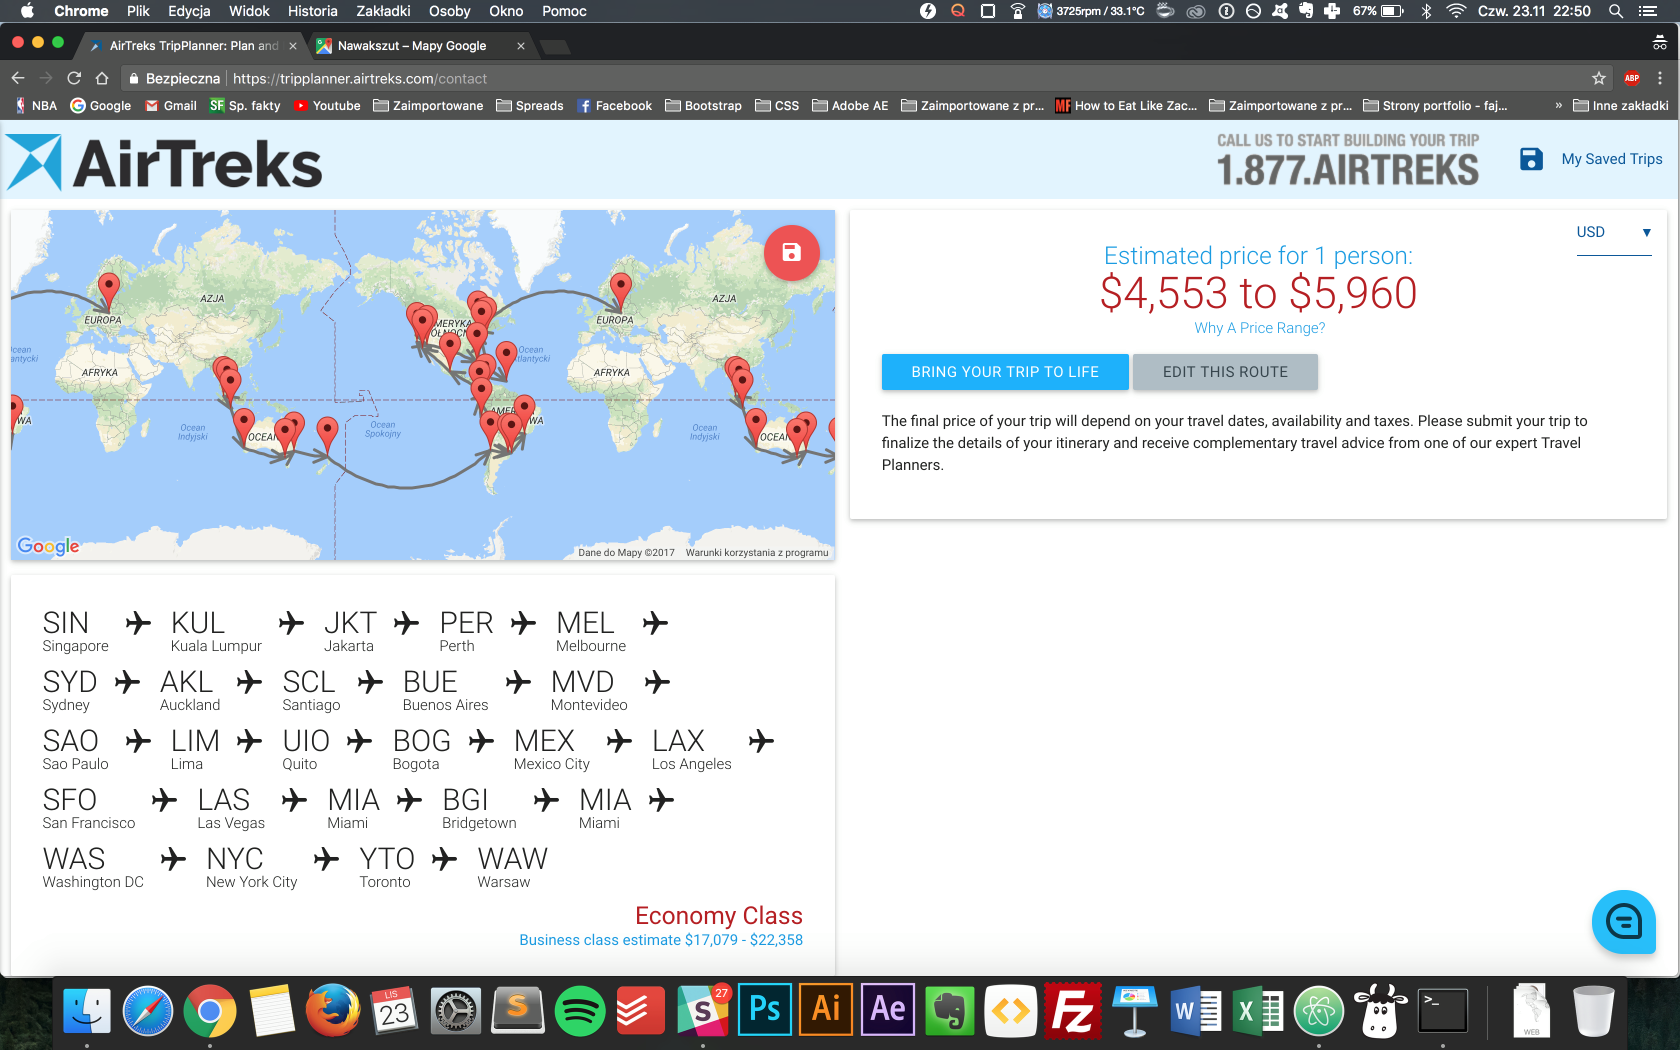 Chrome Plik Edycja Widok Historia Zakładki Osoby Okno Pomoc 3725rpm / 33.1°C 67% Czw. 23.11 22:50
AirTreks TripPlanner: Plan and Nawakszut – Mapy Google
Bezpieczna https://tripplanner.airtreks.com/contact ABP
NBA Google Gmail SF Sp. fakty Youtube Zaimportowane Spreads Facebook Bootstrap CSS Adobe AE Zaimportowane z pr... MF How to Eat Like Zac... Zaimportowane z pr... Strony portfolio - faj... » Inne zakładki
AirTreks
CALL US TO START BUILDING YOUR TRIP
1.877.AIRTREKS
My Saved Trips
AZJA
EUROPA
AFRYKA
Ocean
Indyjski
Ocean
Spokojny
AZJA
EUROPA
AFRYKA
Ocean
Indyjski
Google
Dane do Mapy ©2017 Warunki korzystania z programu
USD
Estimated price for 1 person:
$4,553 to $5,960
Why A Price Range?
BRING YOUR TRIP TO LIFE EDIT THIS ROUTE
The final price of your trip will depend on your travel dates, availability and taxes. Please submit your trip to
finalize the details of your itinerary and receive complementary travel advice from one of our expert Travel
Planners.
SIN KUL JKT PER MEL
Singapore Kuala Lumpur Jakarta Perth Melbourne
SYD AKL SCL BUE MVD
Sydney Auckland Santiago Buenos Aires Montevideo
SAO LIM UIO BOG MEX LAX
Sao Paulo Lima Quito Bogota Mexico City Los Angeles
SFO LAS MIA BGI MIA
San Francisco Las Vegas Miami Bridgetown Miami
WAS NYC YTO WAW
Washington DC New York City Toronto Warsaw
Economy Class
Business class estimate $17,079 - $22,358
LIS
23
S
27
Ps Ai Ae Fz W X >_ WEB